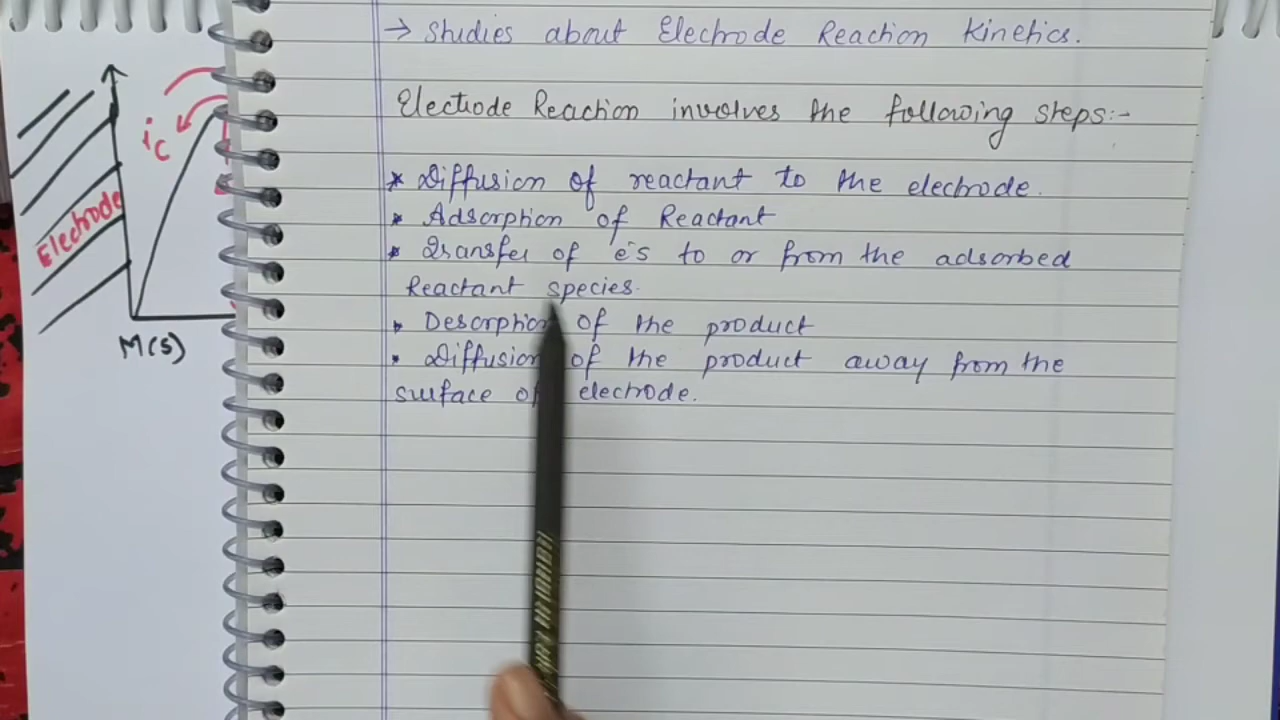 → Studies about Electrode Reaction Kinetics.
Electrode Reaction involves the following steps:-
* Diffusion of reactant to the electrode.
* Adsorption of Reactant
* Transfer of e⁻s to or from the adsorbed
Reactant species.
* Desorption of the product
* Diffusion of the product away from the
surface of electrode.
ic
Electrode
M(s)